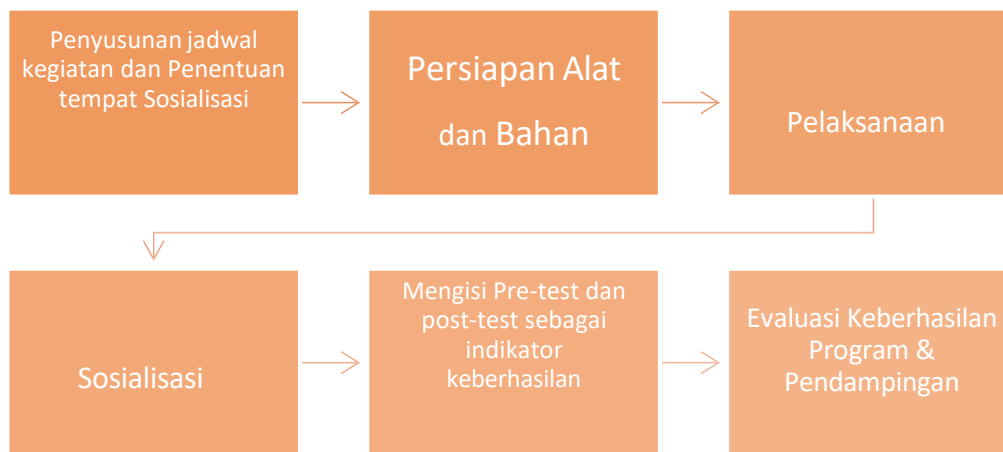 Penyusunan jadwal
kegiatan dan Penentuan
tempat Sosialisasi
Persiapan Alat
dan Bahan
Pelaksanaan
Sosialisasi
Mengisi Pre-test dan
post-test sebagai
indikator
keberhasilan
Evaluasi Keberhasilan
Program &
Pendampingan